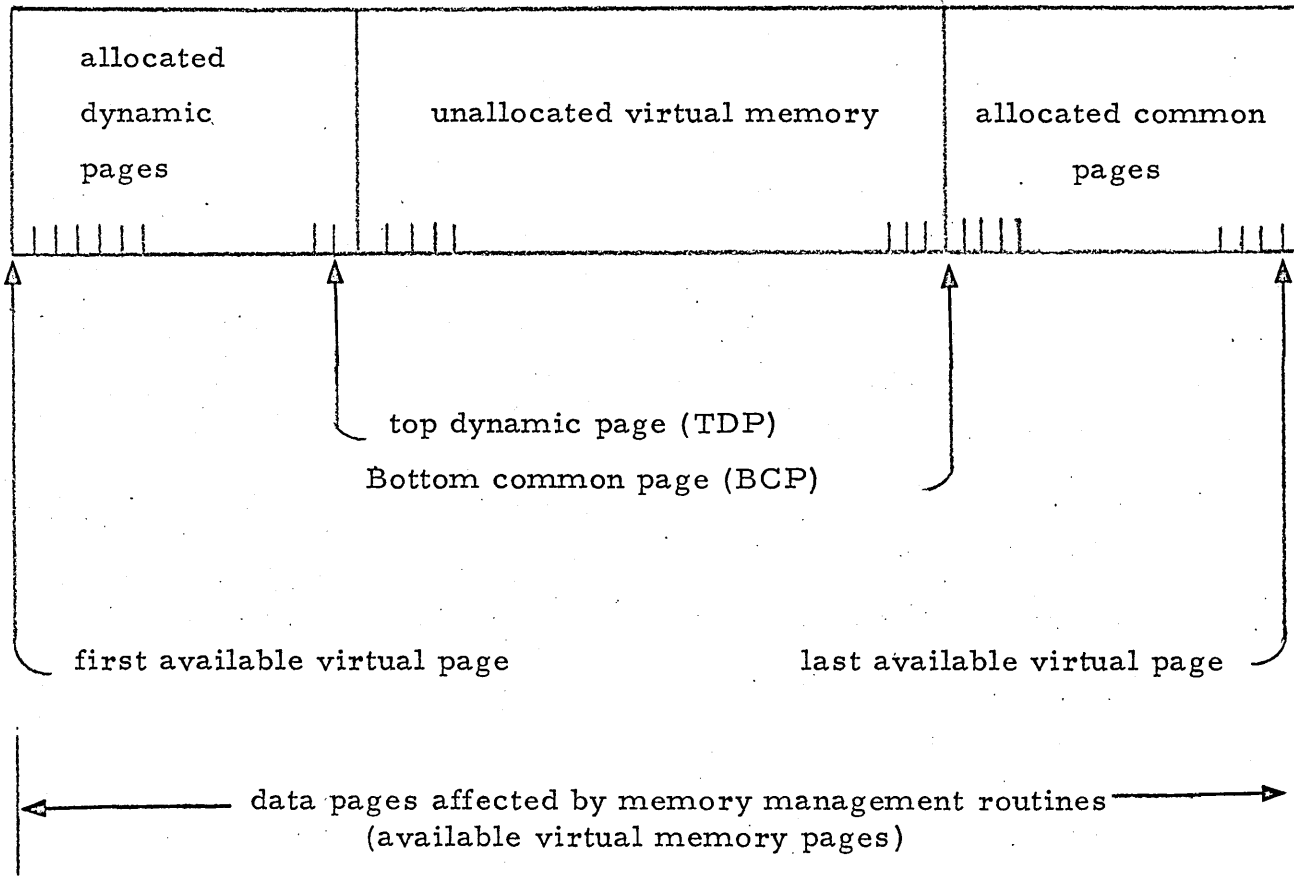 allocated
dynamic
pages
unallocated virtual memory
allocated common
pages
top dynamic page (TDP)
Bottom common page (BCP)
first available virtual page
last available virtual page
data pages affected by memory management routines
(available virtual memory pages)